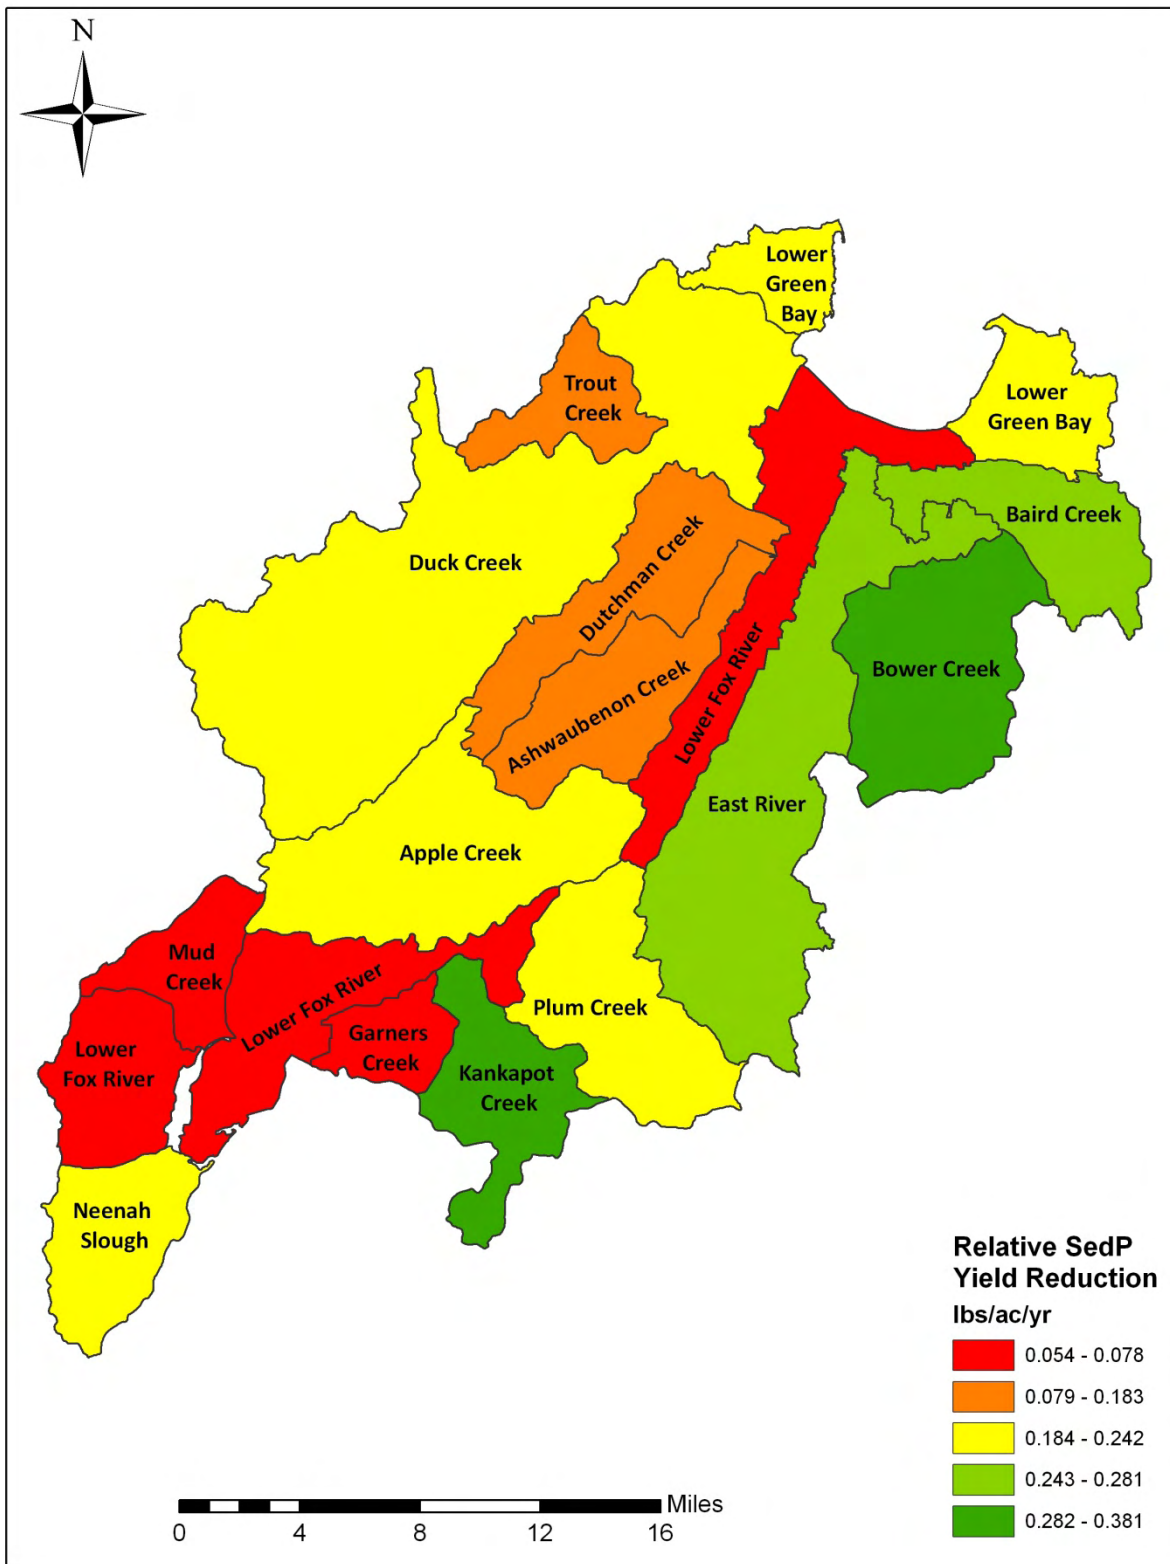 N
Lower
Green
Bay
Trout
Creek
Lower
Green Bay
Baird Creek
Duck Creek
Dutchman Creek
Bower Creek
Ashwaubenon Creek
Lower Fox River
East River
Apple Creek
Mud
Creek
Lower Fox River
Plum Creek
Garners
Creek
Lower
Fox River
Kankapot
Creek
Neenah
Slough
Relative SedP
Yield Reduction
lbs/ac/yr
0.054 - 0.078
0.079 - 0.183
0.184 - 0.242
0.243 - 0.281
0.282 - 0.381
Miles
0 4 8 12 16